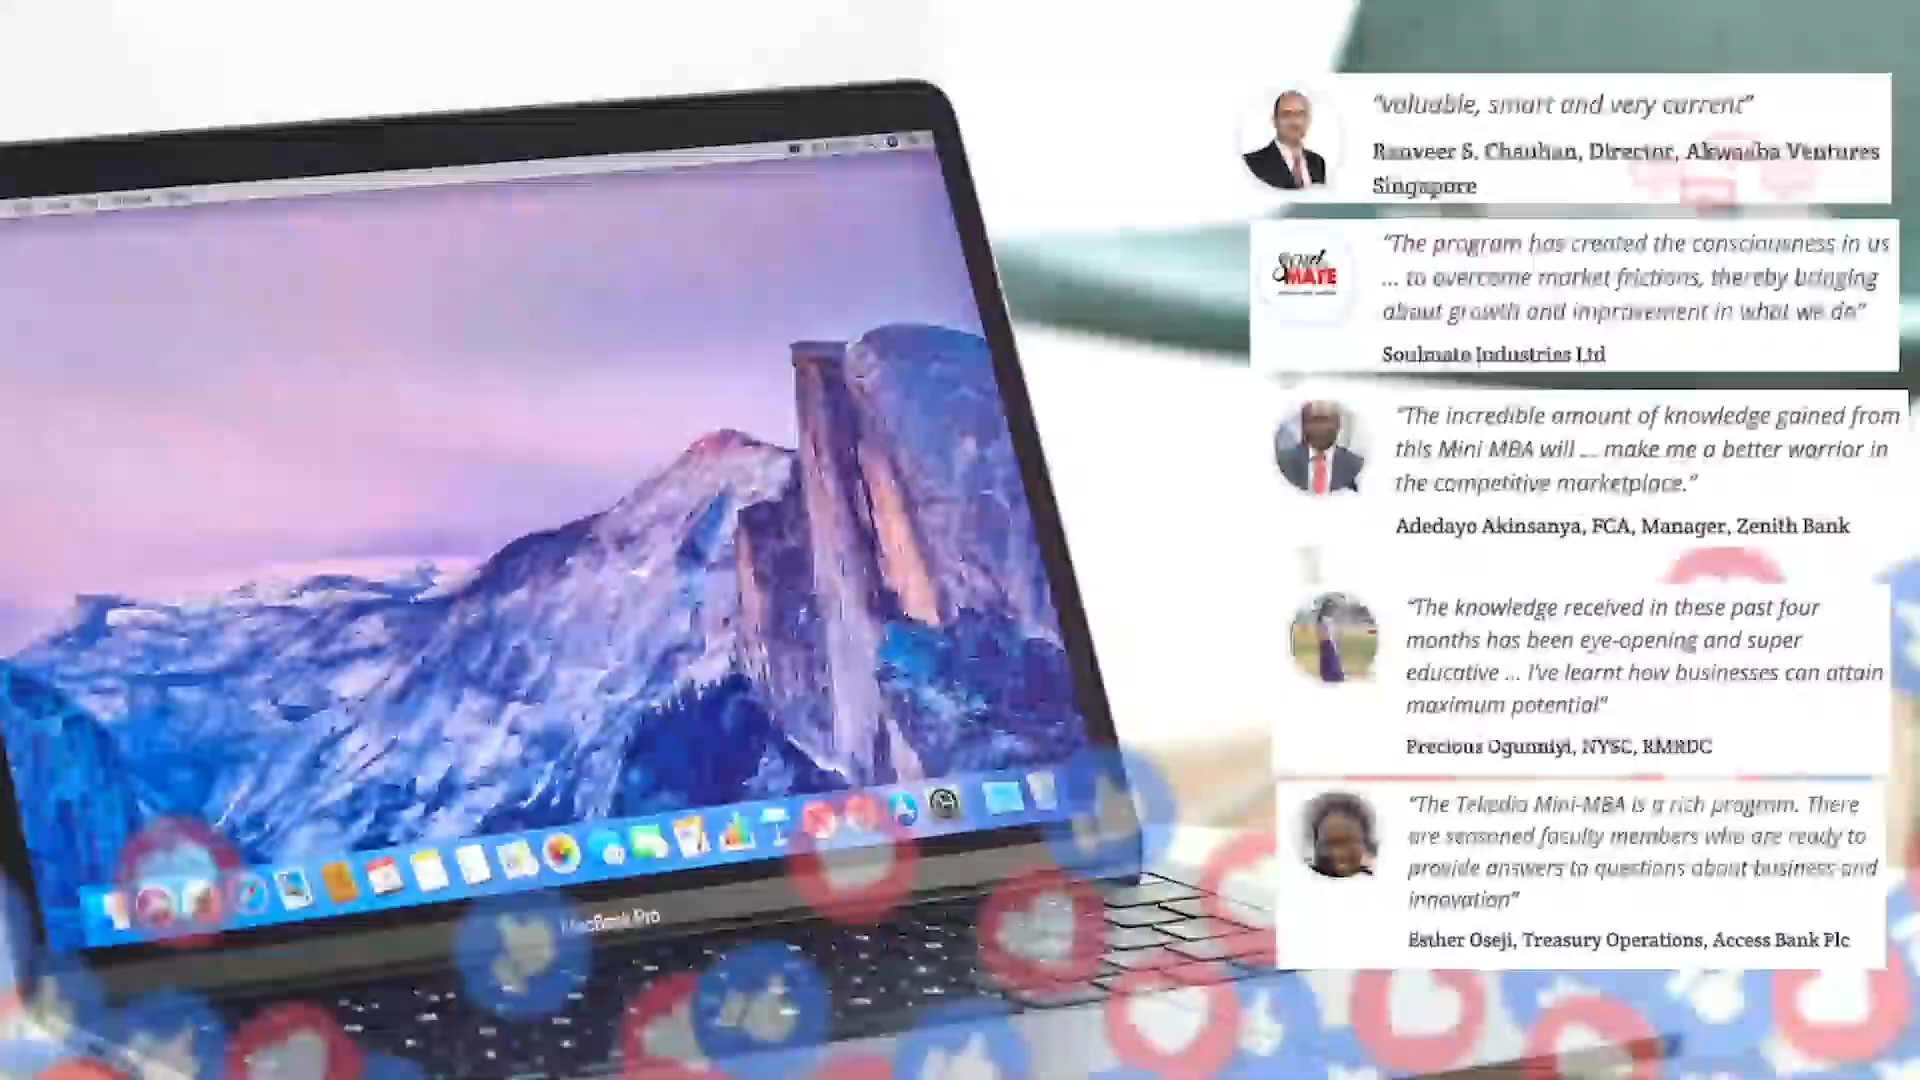 "valuable, smart and very current"
Ranveer S. Chauhan, Director, Akwaaba Ventures
Singapore
"The program has created the consciousness in us
... to overcome market frictions, thereby bringing
about growth and improvement in what we do"
Soulmate Industries Ltd
Soul
MATE
"The incredible amount of knowledge gained from
this Mini MBA will ... make me a better warrior in
the competitive marketplace."
Adedayo Akinsanya, FCA, Manager, Zenith Bank
"The knowledge received in these past four
months has been eye-opening and super
educative ... I've learnt how businesses can attain
maximum potential"
Precious Ogunniyi, NYSC, RMRDC
"The Tekedia Mini-MBA is a rich program. There
are seasoned faculty members who are ready to
provide answers to questions about business and
innovation"
Esther Oseji, Treasury Operations, Access Bank Plc
MacBook Pro